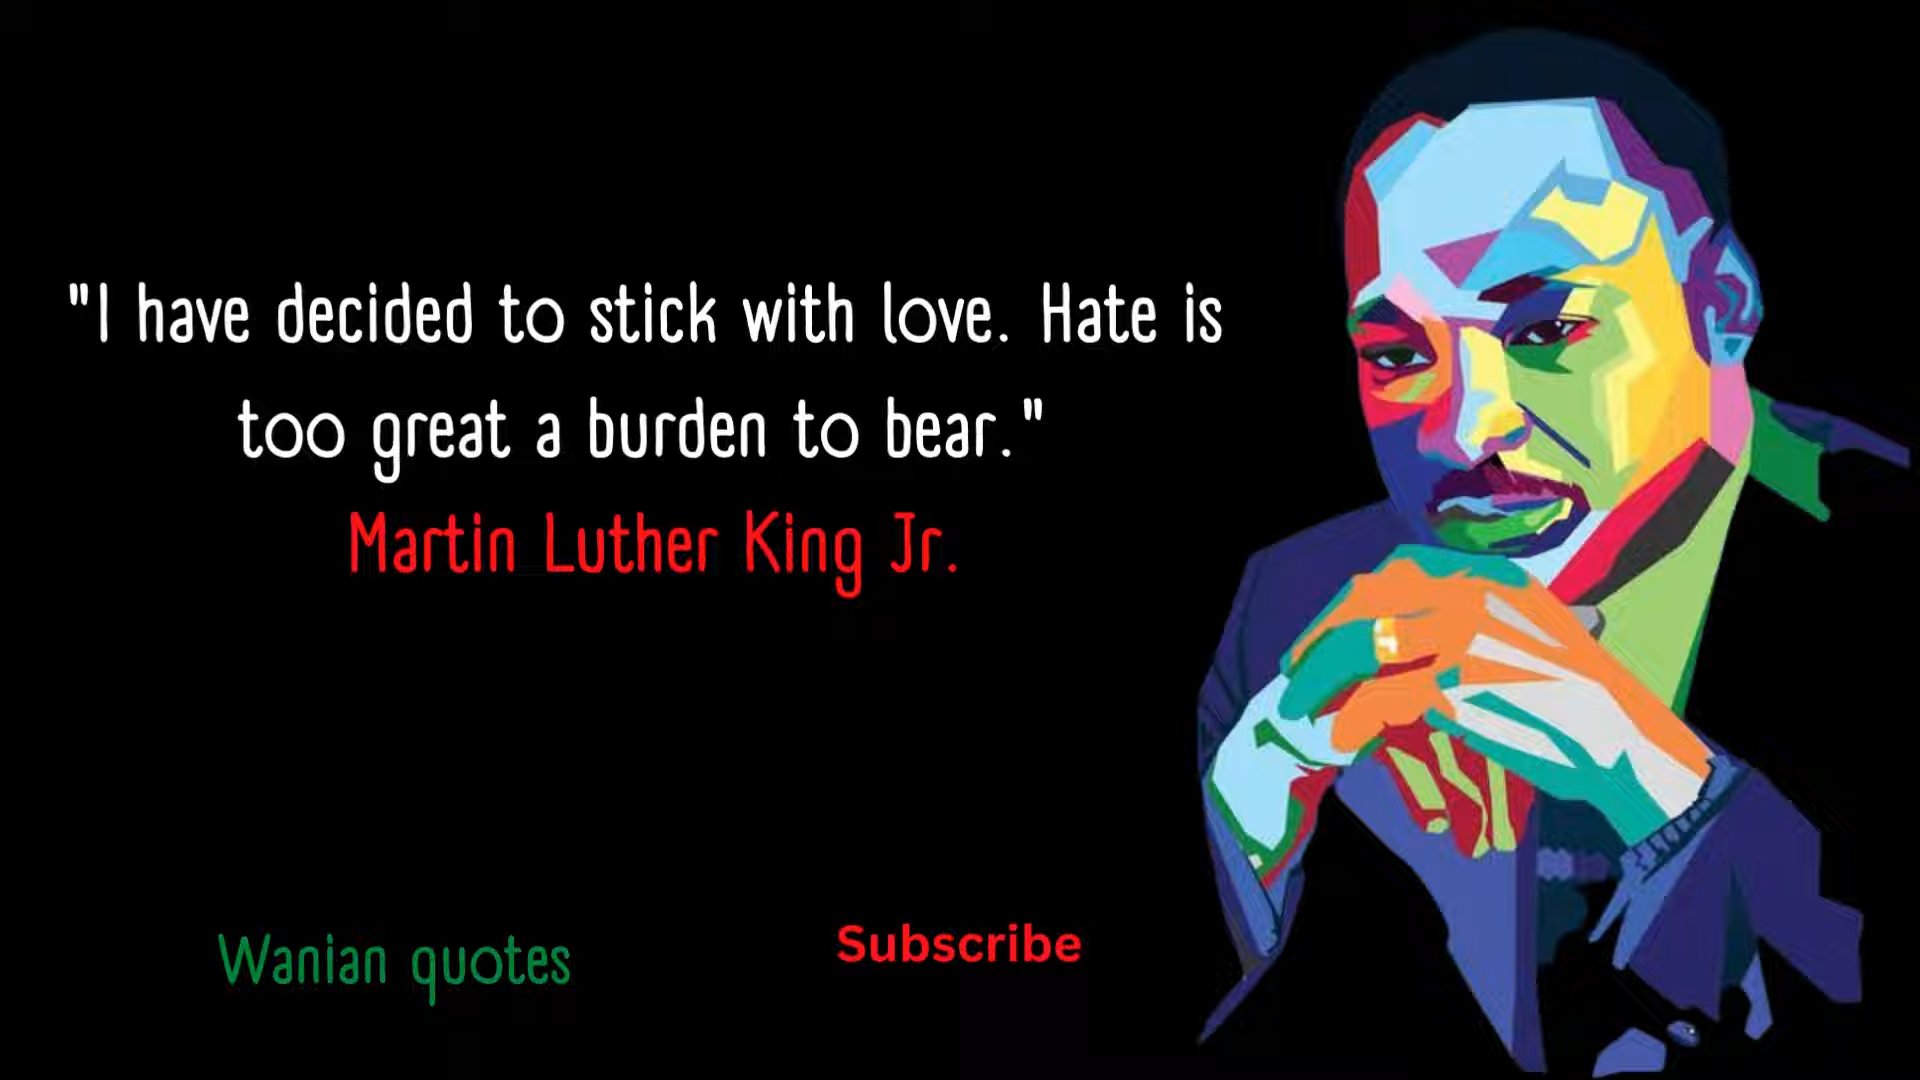 "I have decided to stick with love. Hate is
too great a burden to bear."
Martin Luther King Jr.
Wanian quotes
Subscribe